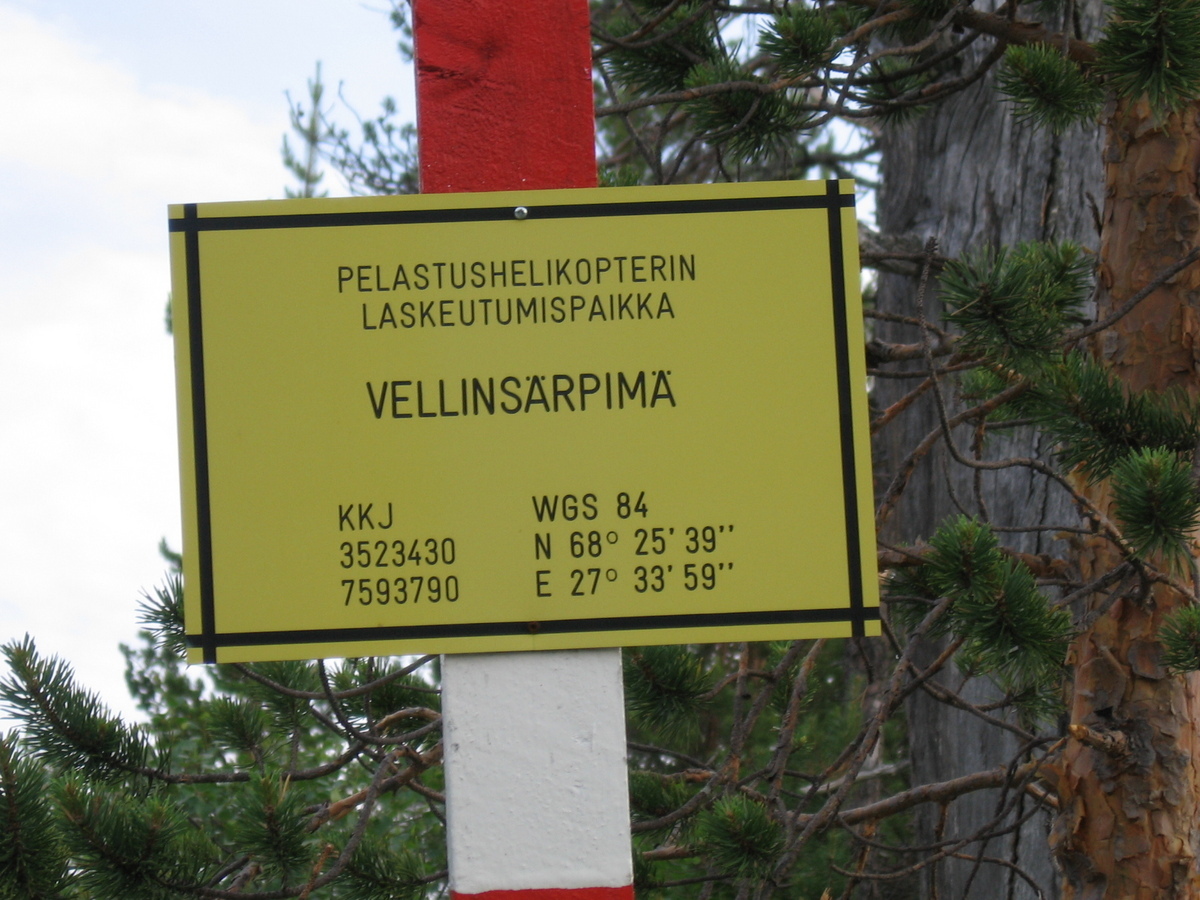 PELASTUSHELIKOPTERIN
LASKEUTUMISPAIKKA
VELLINSÄRPIMÄ
KKJ
3523430
7593790
WGS 84
N 68° 25' 39''
E 27° 33' 59''